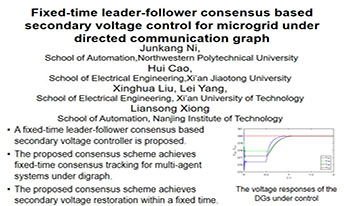 Fixed-time leader-follower consensus based
secondary voltage control for microgrid under
directed communication graph
Junkang Ni,
School of Automation,Northwestern Polytechnical University
Hui Cao,
School of Electrical Engineering,Xi'an Jiaotong University
Xinghua Liu, Lei Yang,
School of Electrical Engineering, Xi'an University of Technology
Liansong Xiong
School of Automation, Nanjing Institute of Technology
• A fixed-time leader-follower consensus based
secondary voltage controller is proposed.
• The proposed consensus scheme achieves
fixed-time consensus tracking for multi-agent
systems under digraph.
• The proposed consensus scheme achieves
secondary voltage restoration within a fixed time.
The voltage responses of the
DGs under control